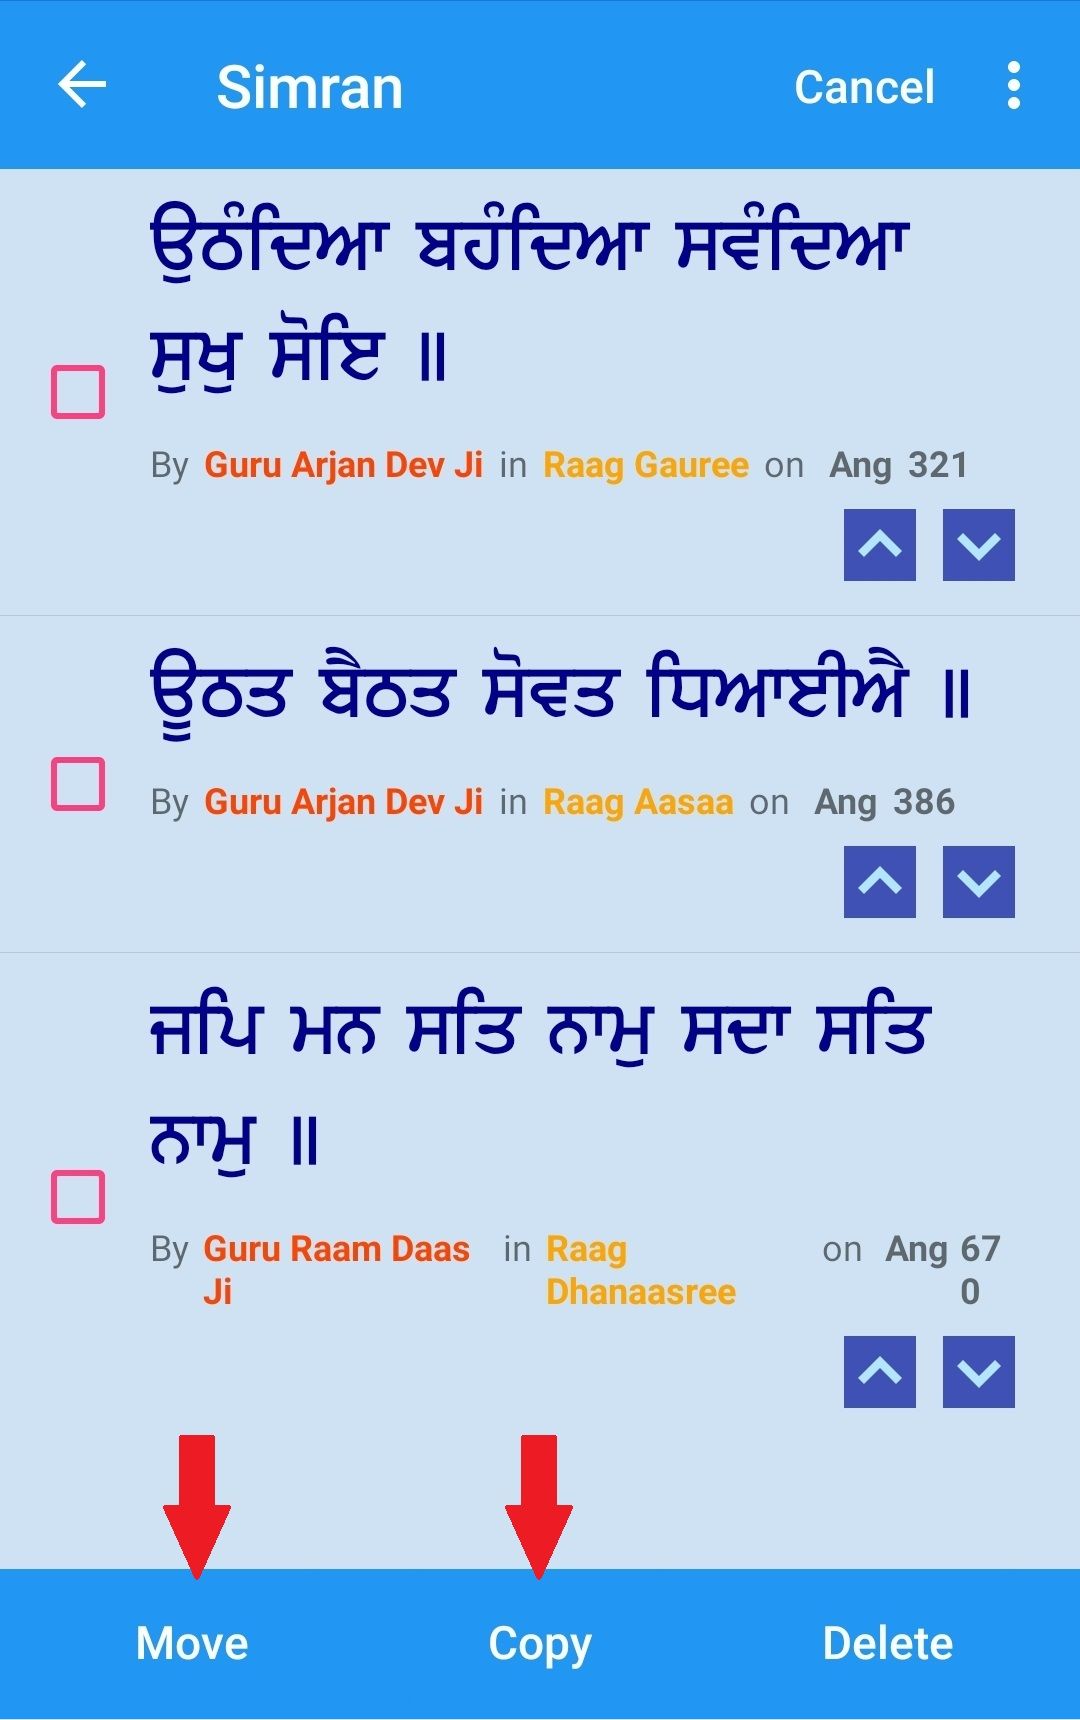 Simran Cancel
ਉਠੰਦਿਆ ਬਹੰਦਿਆ ਸਵੰਦਿਆ
ਸੁਖੁ ਸੋਇ ॥
By Guru Arjan Dev Ji in Raag Gauree on Ang 321
ਊਠਤ ਬੈਠਤ ਸੋਵਤ ਧਿਆਈਐ ॥
By Guru Arjan Dev Ji in Raag Aasaa on Ang 386
ਜਪਿ ਮਨ ਸਤਿ ਨਾਮੁ ਸਦਾ ਸਤਿ
ਨਾਮੁ ॥
By Guru Raam Daas in Raag on Ang 67
Ji Dhanaasree 0
Move Copy Delete